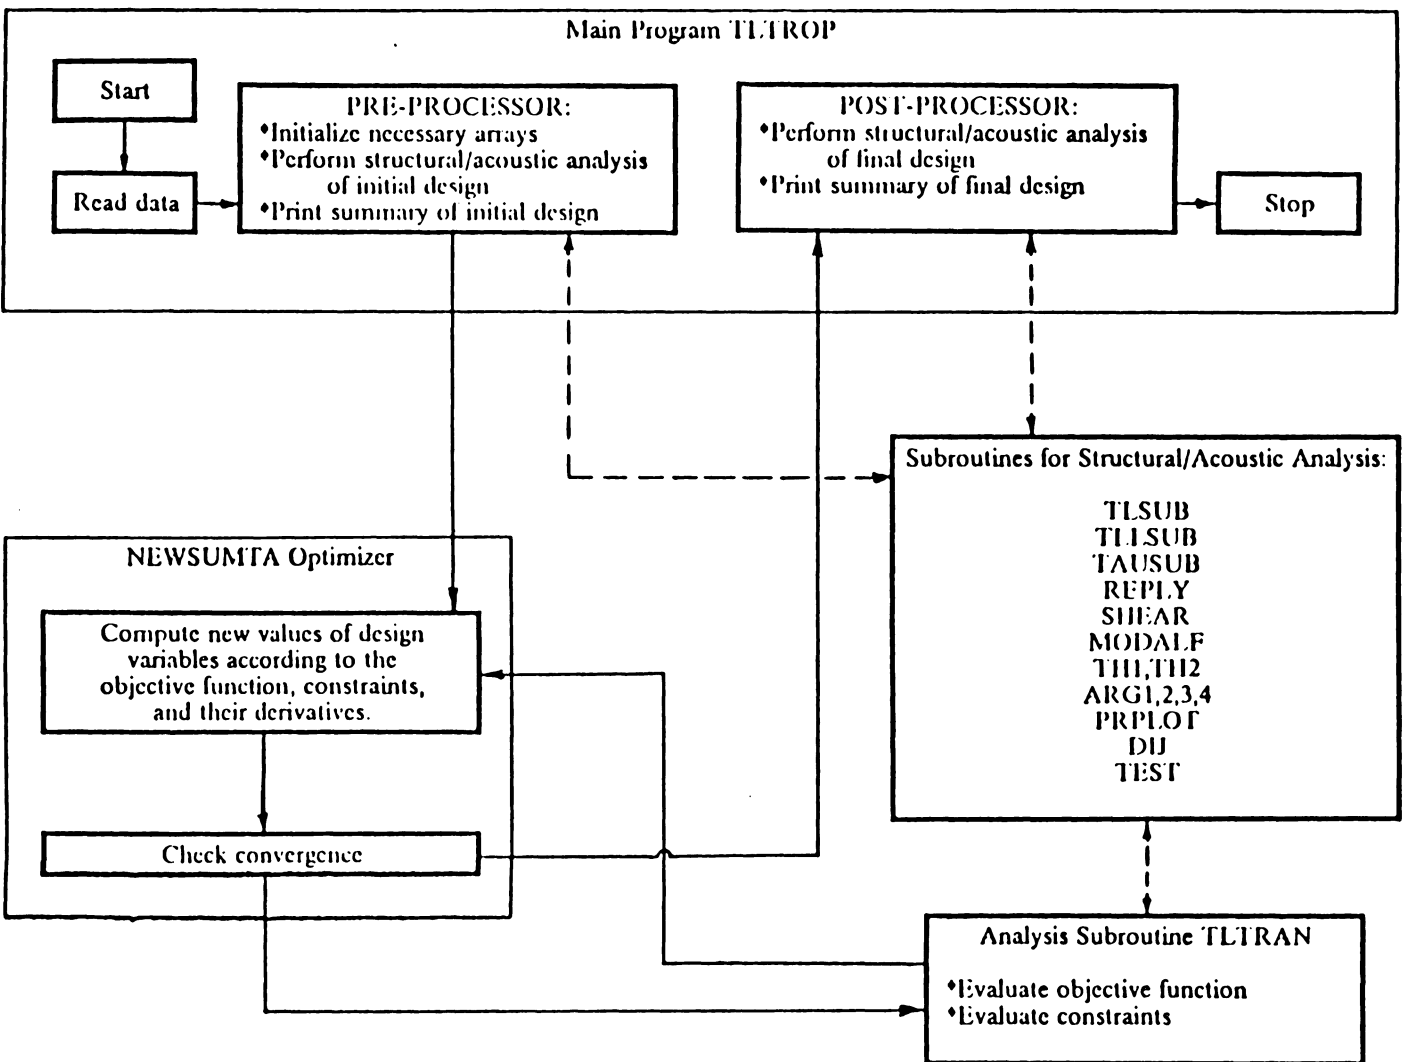 Main Program TLTROP
Start
Read data
PRE-PROCESSOR:
♦Initialize necessary arrays
♦Perform structural/acoustic analysis
of initial design
♦Print summary of initial design
POST-PROCESSOR:
♦Perform structural/acoustic analysis
of final design
♦Print summary of final design
Stop
Subroutines for Structural/Acoustic Analysis:
TLSUB
TLLSUB
TAUSUB
REPLY
SHEAR
MODALF
TH1,TH2
ARG1,2,3,4
PRPLOT
DIJ
TEST
NEWSUMTA Optimizer
Compute new values of design
variables according to the
objective function, constraints,
and their derivatives.
Check convergence
Analysis Subroutine TLTRAN
♦Evaluate objective function
♦Evaluate constraints